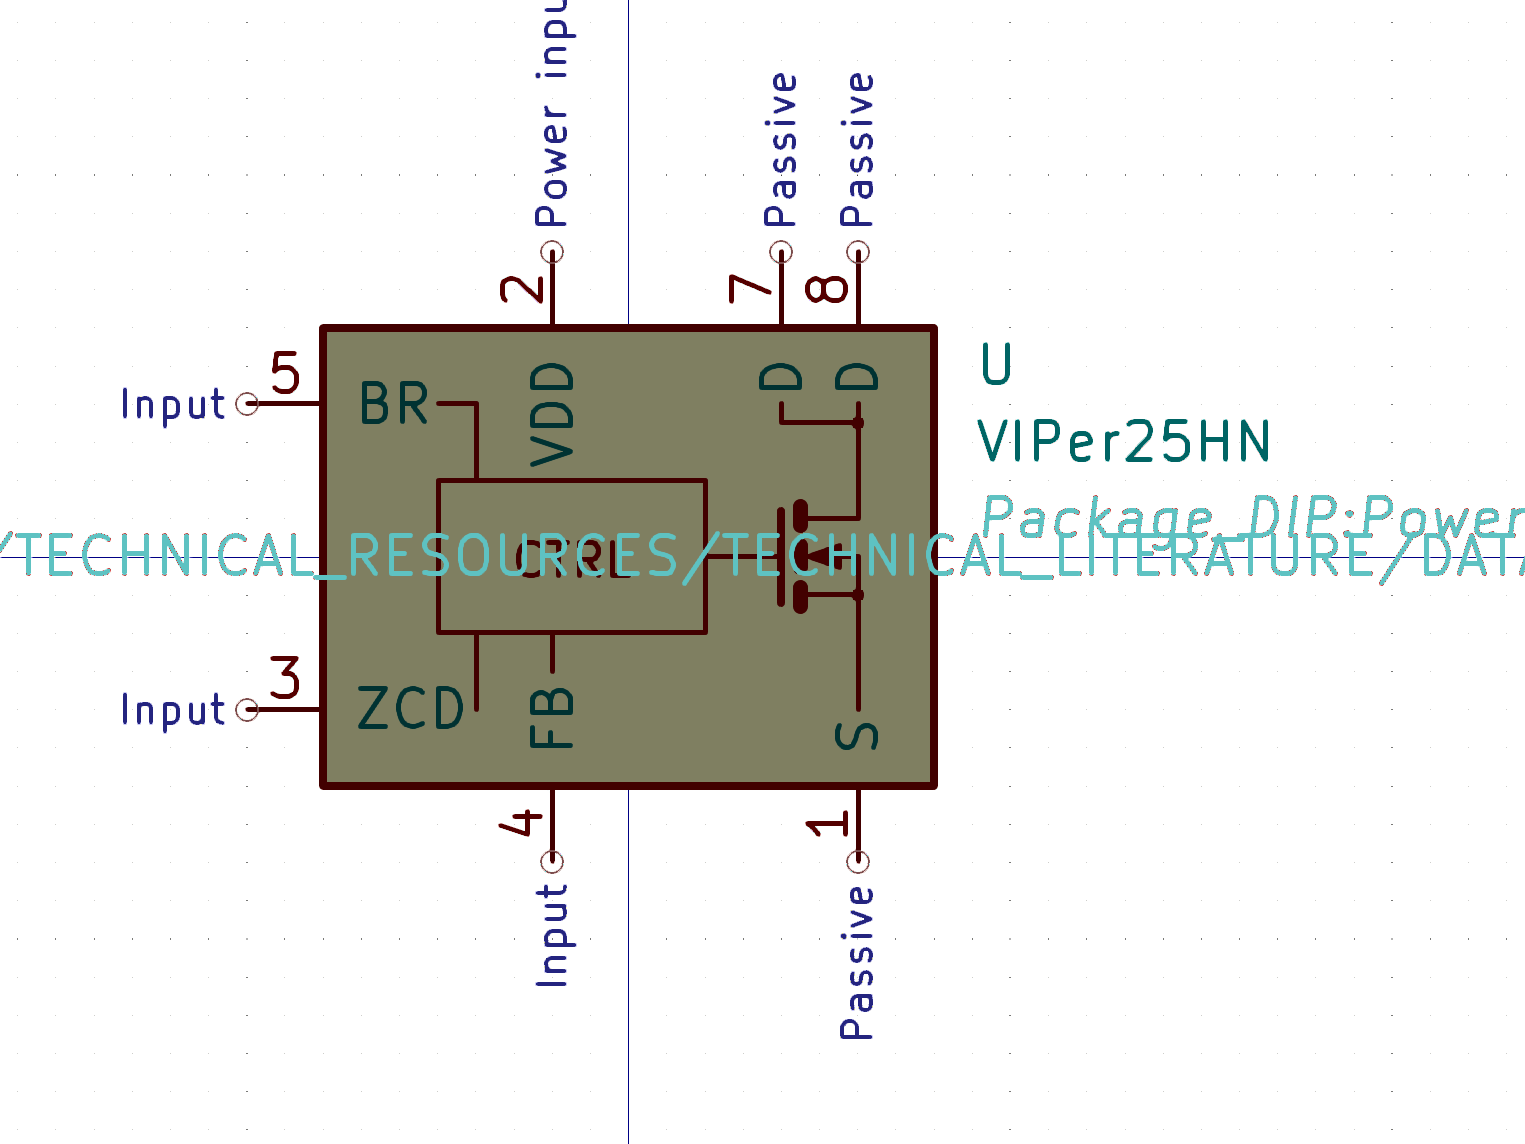 Power inpu
Passive
Passive
2
7
8
5
Input
BR
VDD
D
D
U
VIPer25HN
Package_DIP:Power
/TECHNICAL_RESOURCES/TECHNICAL_LITERATURE/DATA
CTRL
3
Input
ZCD
FB
S
4
1
Input
Passive